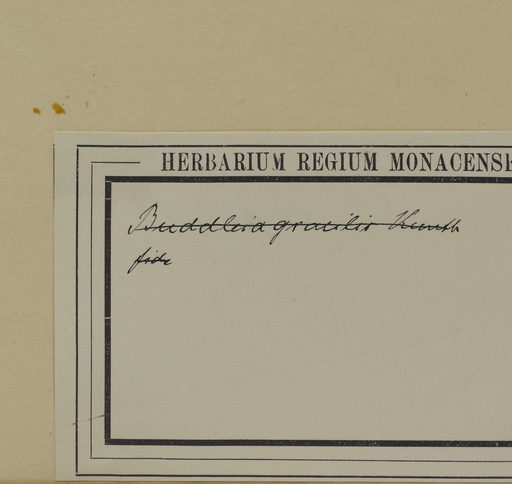 HERBARIUM REGIUM MONACENSE
Buddleia gracilis Kunth
fide